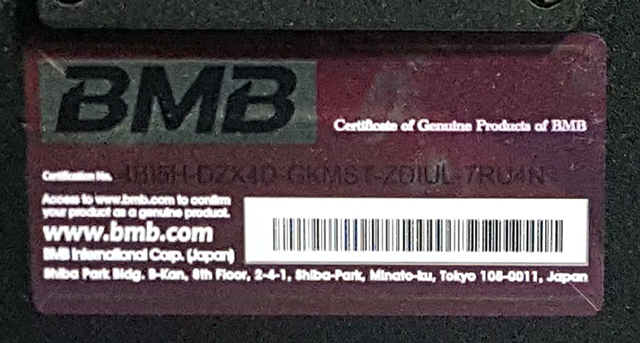 BMB
Certificate of Genuine Products of BMB
Certification No.
Access to www.bmb.com to confirm
your product as a genuine product.
www.bmb.com
BMB International Corp. (Japan)
Shiba Park Bldg. B-Kan, 8th Floor, 2-4-1, Shiba-Park, Minato-ku, Tokyo 105-0011, Japan